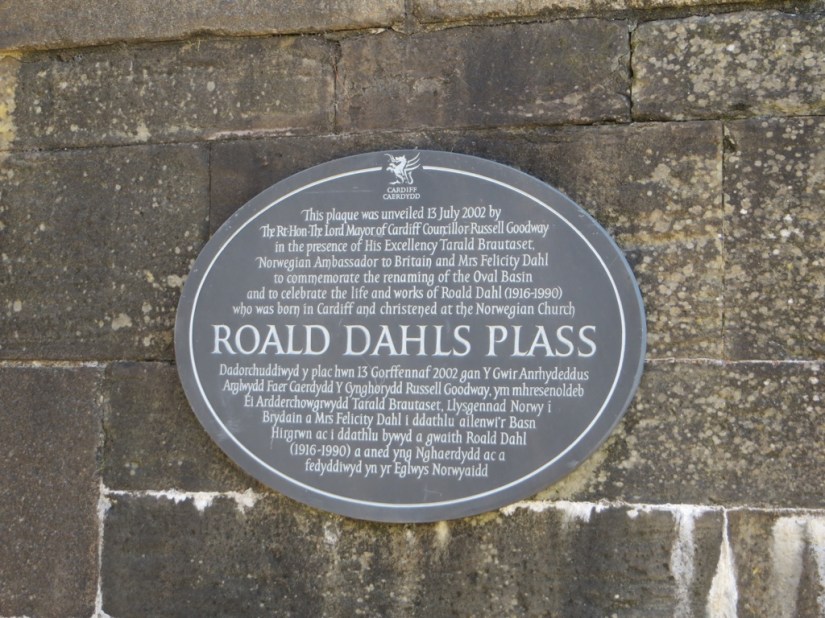 CARDIFF
CAERDYDD
This plaque was unveiled 13 July 2002 by
The Rt·Hon·The Lord Mayor of Cardiff Councillor Russell Goodway
in the presence of His Excellency Tarald Brautaset,
Norwegian Ambassador to Britain and Mrs Felicity Dahl
to commemorate the renaming of the Oval Basin
and to celebrate the life and works of Roald Dahl (1916-1990)
who was born in Cardiff and christened at the Norwegian Church
ROALD DAHLS PLASS
Dadorchuddiwyd y plac hwn 13 Gorffennaf 2002 gan Y Gwir Anrhydeddus
Arglwydd Faer Caerdydd Y Cynghorydd Russell Goodway, ym mhresenoldeb
Ei Ardderchowgrwydd Tarald Brautaset, Llysgennad Norwy i
Brydain a Mrs Felicity Dahl i ddathlu ailenwi'r Basn
Hirgrwn ac i ddathlu bywyd a gwaith Roald Dahl
(1916-1990) a aned yng Nghaerdydd ac a
fedyddiwyd yn yr Eglwys Norwyaidd